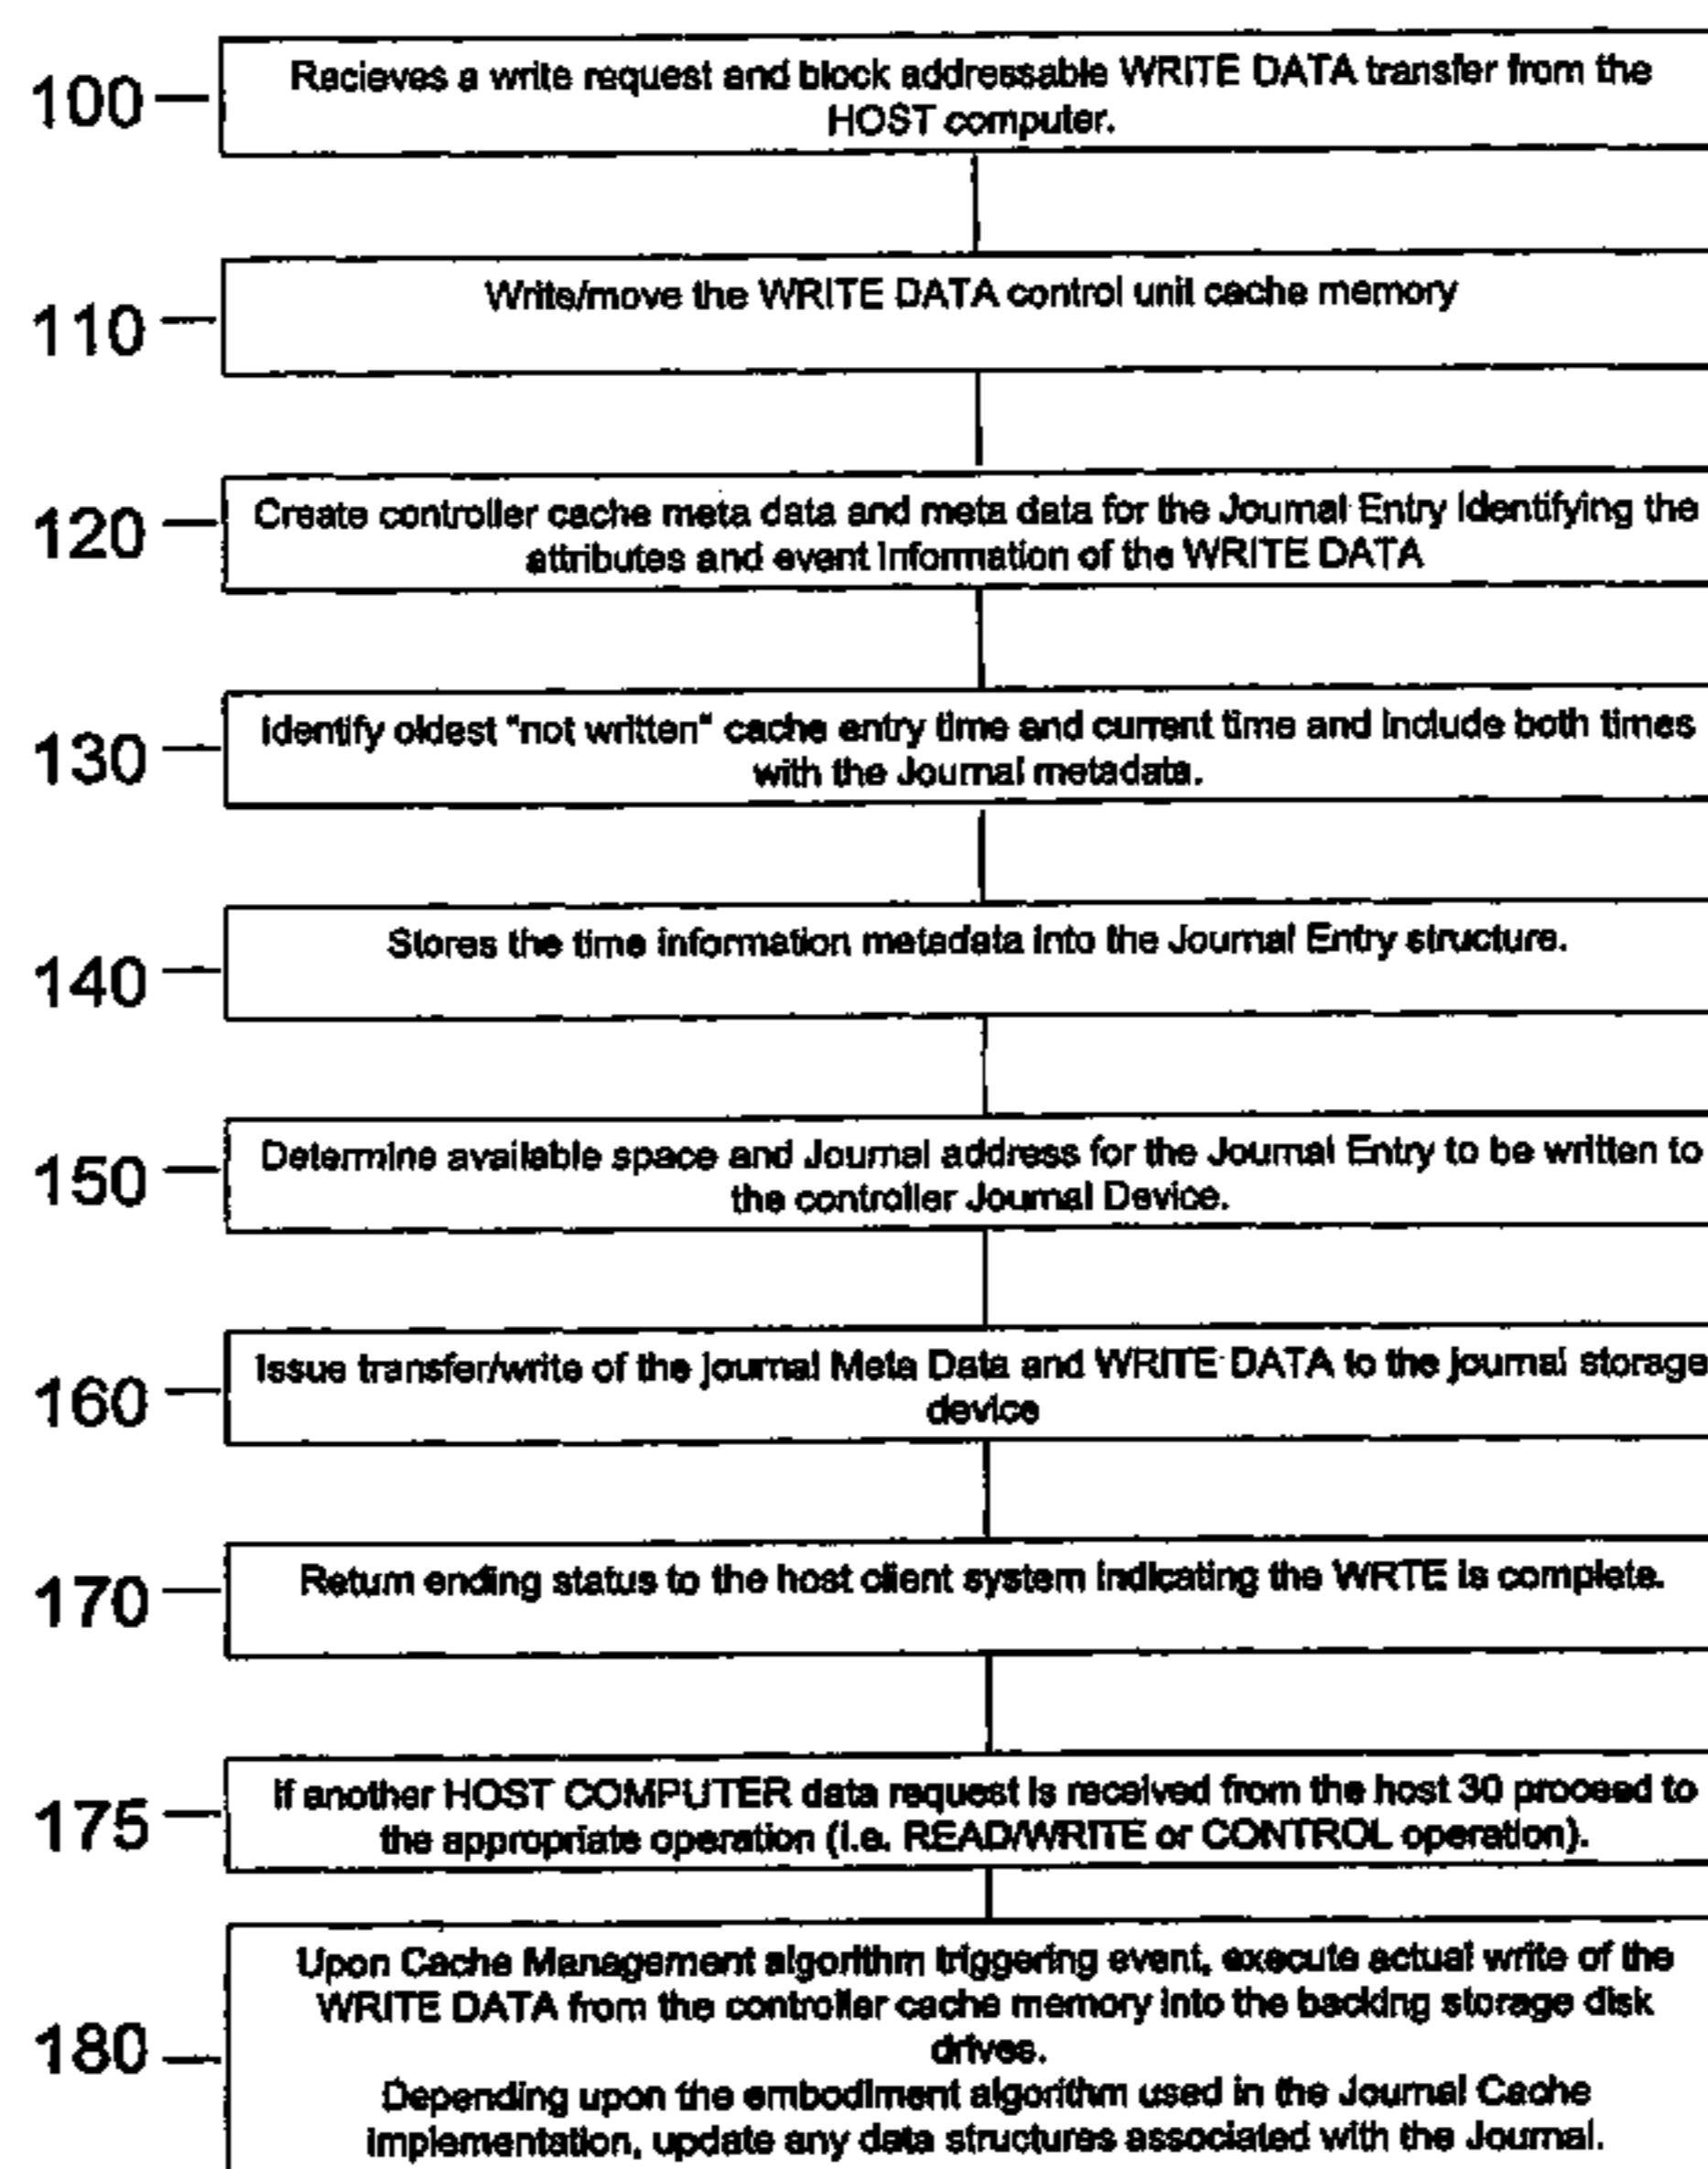 100
Recieves a write request and block addressable WRITE DATA transfer from the
HOST computer.
110
Write/move the WRITE DATA control unit cache memory
120
Create controller cache meta data and meta data for the Journal Entry Identifying the
attributes and event Information of the WRITE DATA
130
Identify oldest "not written" cache entry time and current time and include both times
with the Journal metadata.
140
Stores the time information metadata into the Journal Entry structure.
150
Determine available space and Journal address for the Journal Entry to be written to
the controller Journal Device.
160
Issue transfer/write of the journal Meta Data and WRITE DATA to the journal storage
device
170
Return ending status to the host client system indicating the WRTE is complete.
175
If another HOST COMPUTER data request is received from the host 30 proceed to
the appropriate operation (i.e. READ/WRITE or CONTROL operation).
180
Upon Cache Management algorithm triggering event, execute actual write of the
WRITE DATA from the controller cache memory into the backing storage disk
drives.
Depending upon the embodiment algorithm used in the Journal Cache
implementation, update any data structures associated with the Journal.